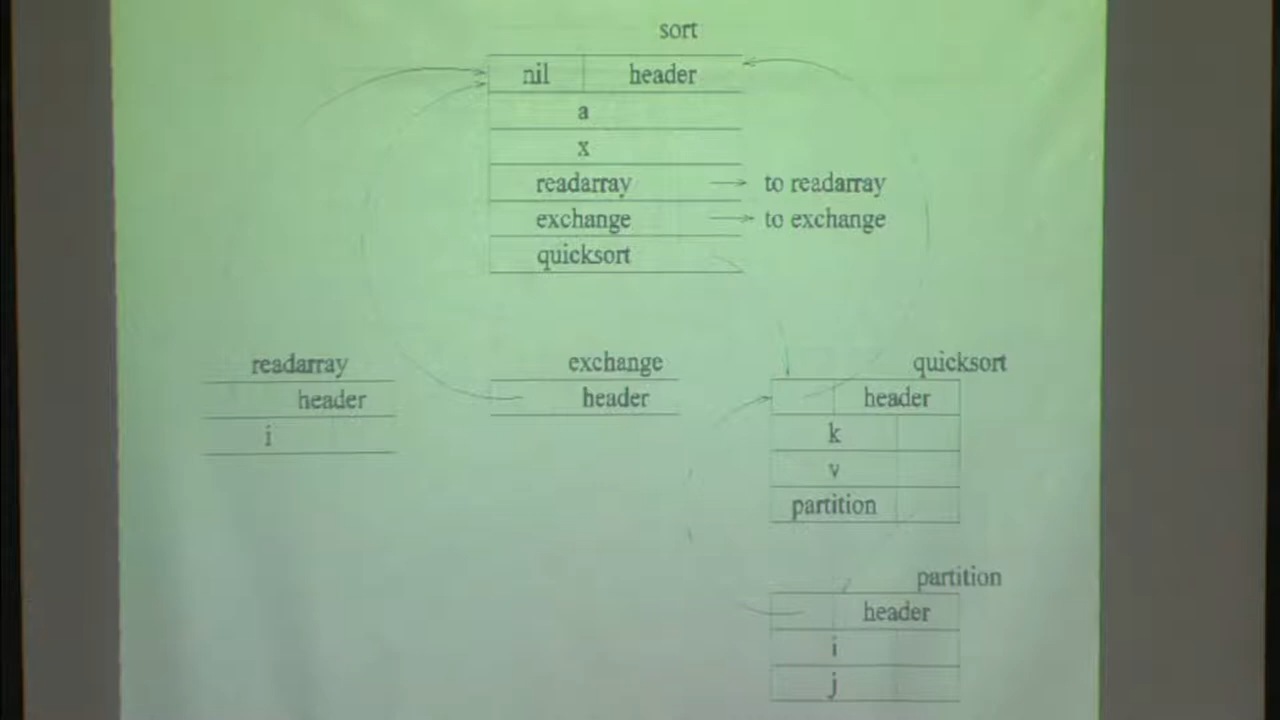 sort
nil header
a
x
readarray to readarray
exchange to exchange
quicksort
readarray exchange quicksort
header header header
i k
v
partition
partition
header
i
j